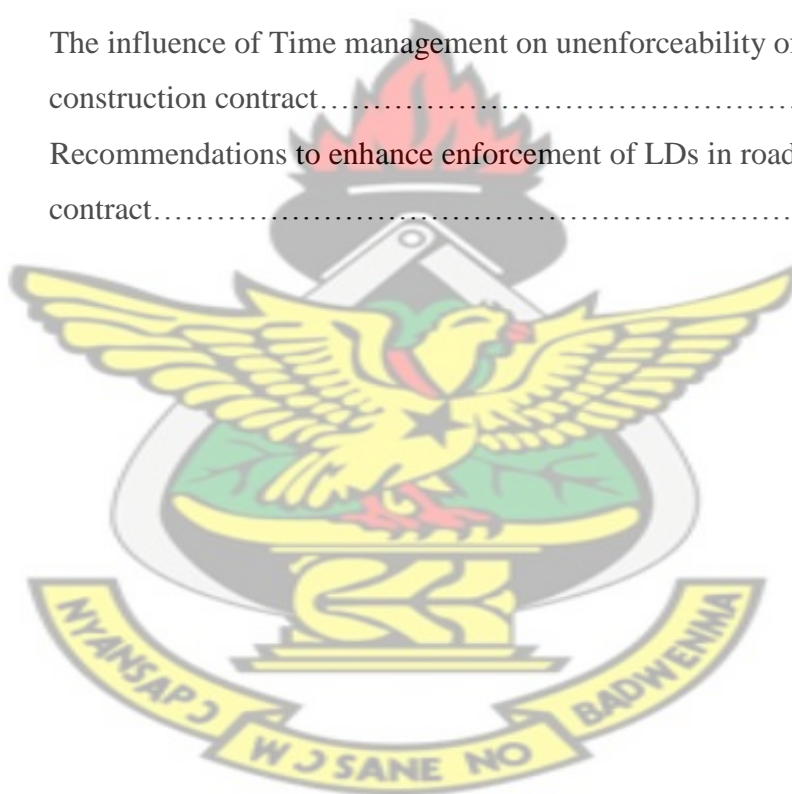 The influence of Time management on unenforceability of
construction contract……………………………………………
Recommendations to enhance enforcement of LDs in road
contract……………………………………………………………
NYANSAPƆ WƆSANE NO BADWENMA